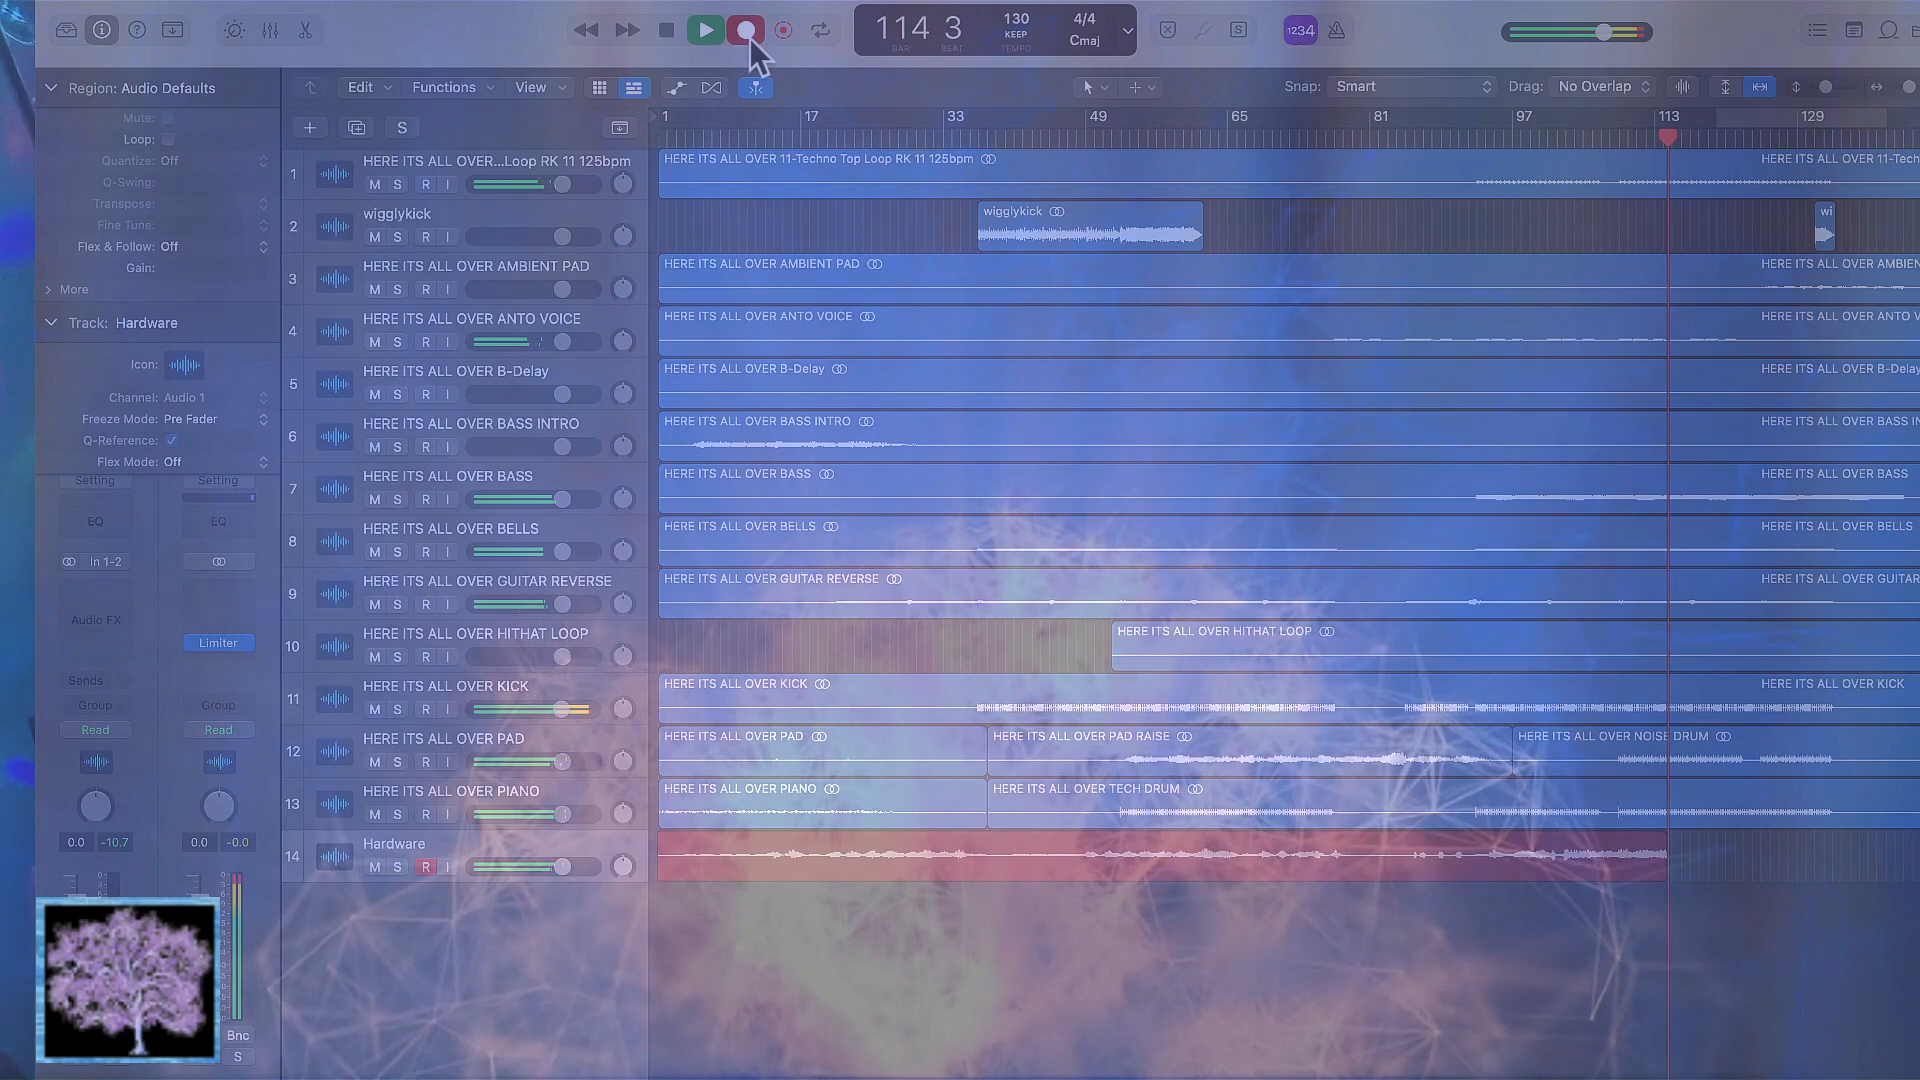 114 3
BAR BEAT
130
KEEP
TEMPO
4/4
Cmaj
S
1234
Region: Audio Defaults
Mute:
Loop:
Quantize: Off
Q-Swing:
Transpose:
Fine Tune:
Flex & Follow: Off
Gain:
More
Track: Hardware
Icon:
Channel: Audio 1
Freeze Mode: Pre Fader
Q-Reference:
Flex Mode: Off
Setting Setting
EQ EQ
In 1-2
Audio FX
Limiter
Sends
Group Group
Read Read
0.0 -10.7 0.0 -0.0
Bnc
S
Edit Functions View
Snap: Smart Drag: No Overlap
S
1 17 33 49 65 81 97 113 129
1 HERE ITS ALL OVER...Loop RK 11 125bpm
M S R I
HERE ITS ALL OVER 11-Techno Top Loop RK 11 125bpm HERE ITS ALL OVER 11-Tech
2 wigglykick
M S R I
wigglykick wi
3 HERE ITS ALL OVER AMBIENT PAD
M S R I
HERE ITS ALL OVER AMBIENT PAD HERE ITS ALL OVER AMBIEN
4 HERE ITS ALL OVER ANTO VOICE
M S R I
HERE ITS ALL OVER ANTO VOICE HERE ITS ALL OVER ANTO V
5 HERE ITS ALL OVER B-Delay
M S R I
HERE ITS ALL OVER B-Delay HERE ITS ALL OVER B-Delay
6 HERE ITS ALL OVER BASS INTRO
M S R I
HERE ITS ALL OVER BASS INTRO HERE ITS ALL OVER BASS IN
7 HERE ITS ALL OVER BASS
M S R I
HERE ITS ALL OVER BASS HERE ITS ALL OVER BASS
8 HERE ITS ALL OVER BELLS
M S R I
HERE ITS ALL OVER BELLS HERE ITS ALL OVER BELLS
9 HERE ITS ALL OVER GUITAR REVERSE
M S R I
HERE ITS ALL OVER GUITAR REVERSE HERE ITS ALL OVER GUITAR
10 HERE ITS ALL OVER HITHAT LOOP
M S R I
HERE ITS ALL OVER HITHAT LOOP
11 HERE ITS ALL OVER KICK
M S R I
HERE ITS ALL OVER KICK HERE ITS ALL OVER KICK
12 HERE ITS ALL OVER PAD
M S R I
HERE ITS ALL OVER PAD HERE ITS ALL OVER PAD RAISE HERE ITS ALL OVER NOISE DRUM
13 HERE ITS ALL OVER PIANO
M S R I
HERE ITS ALL OVER PIANO HERE ITS ALL OVER TECH DRUM
14 Hardware
M S R I